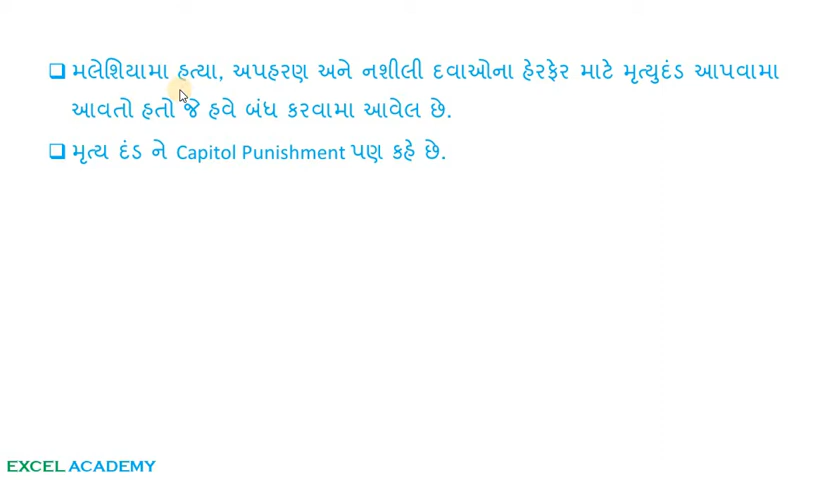 ❑ મલેશિયામા હત્યા, અપહરણ અને નશીલી દવાઓના હેરફેર માટે મૃત્યુદંડ આપવામા
આવતો હતો જે હવે બંધ કરવામા આવેલ છે.
❑ મૃત્ય દંડ ને Capitol Punishment પણ કહે છે.
EXCEL ACADEMY